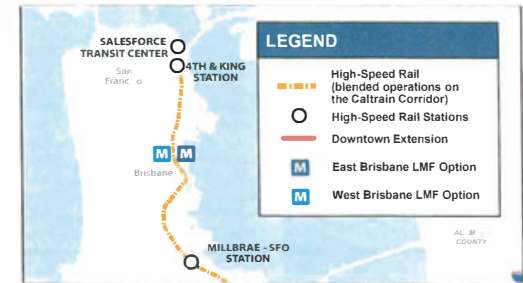 SALESFORCE
TRANSIT CENTER
4TH & KING
STATION
San
M M
Brisbane
MILLBRAE - SFO
STATION
LEGEND
High-Speed Rail
(blended operations on
the Caltrain Corridor)
High-Speed Rail Stations
Downtown Extension
M East Brisbane LMF Option
M West Brisbane LMF Option
COUNTY